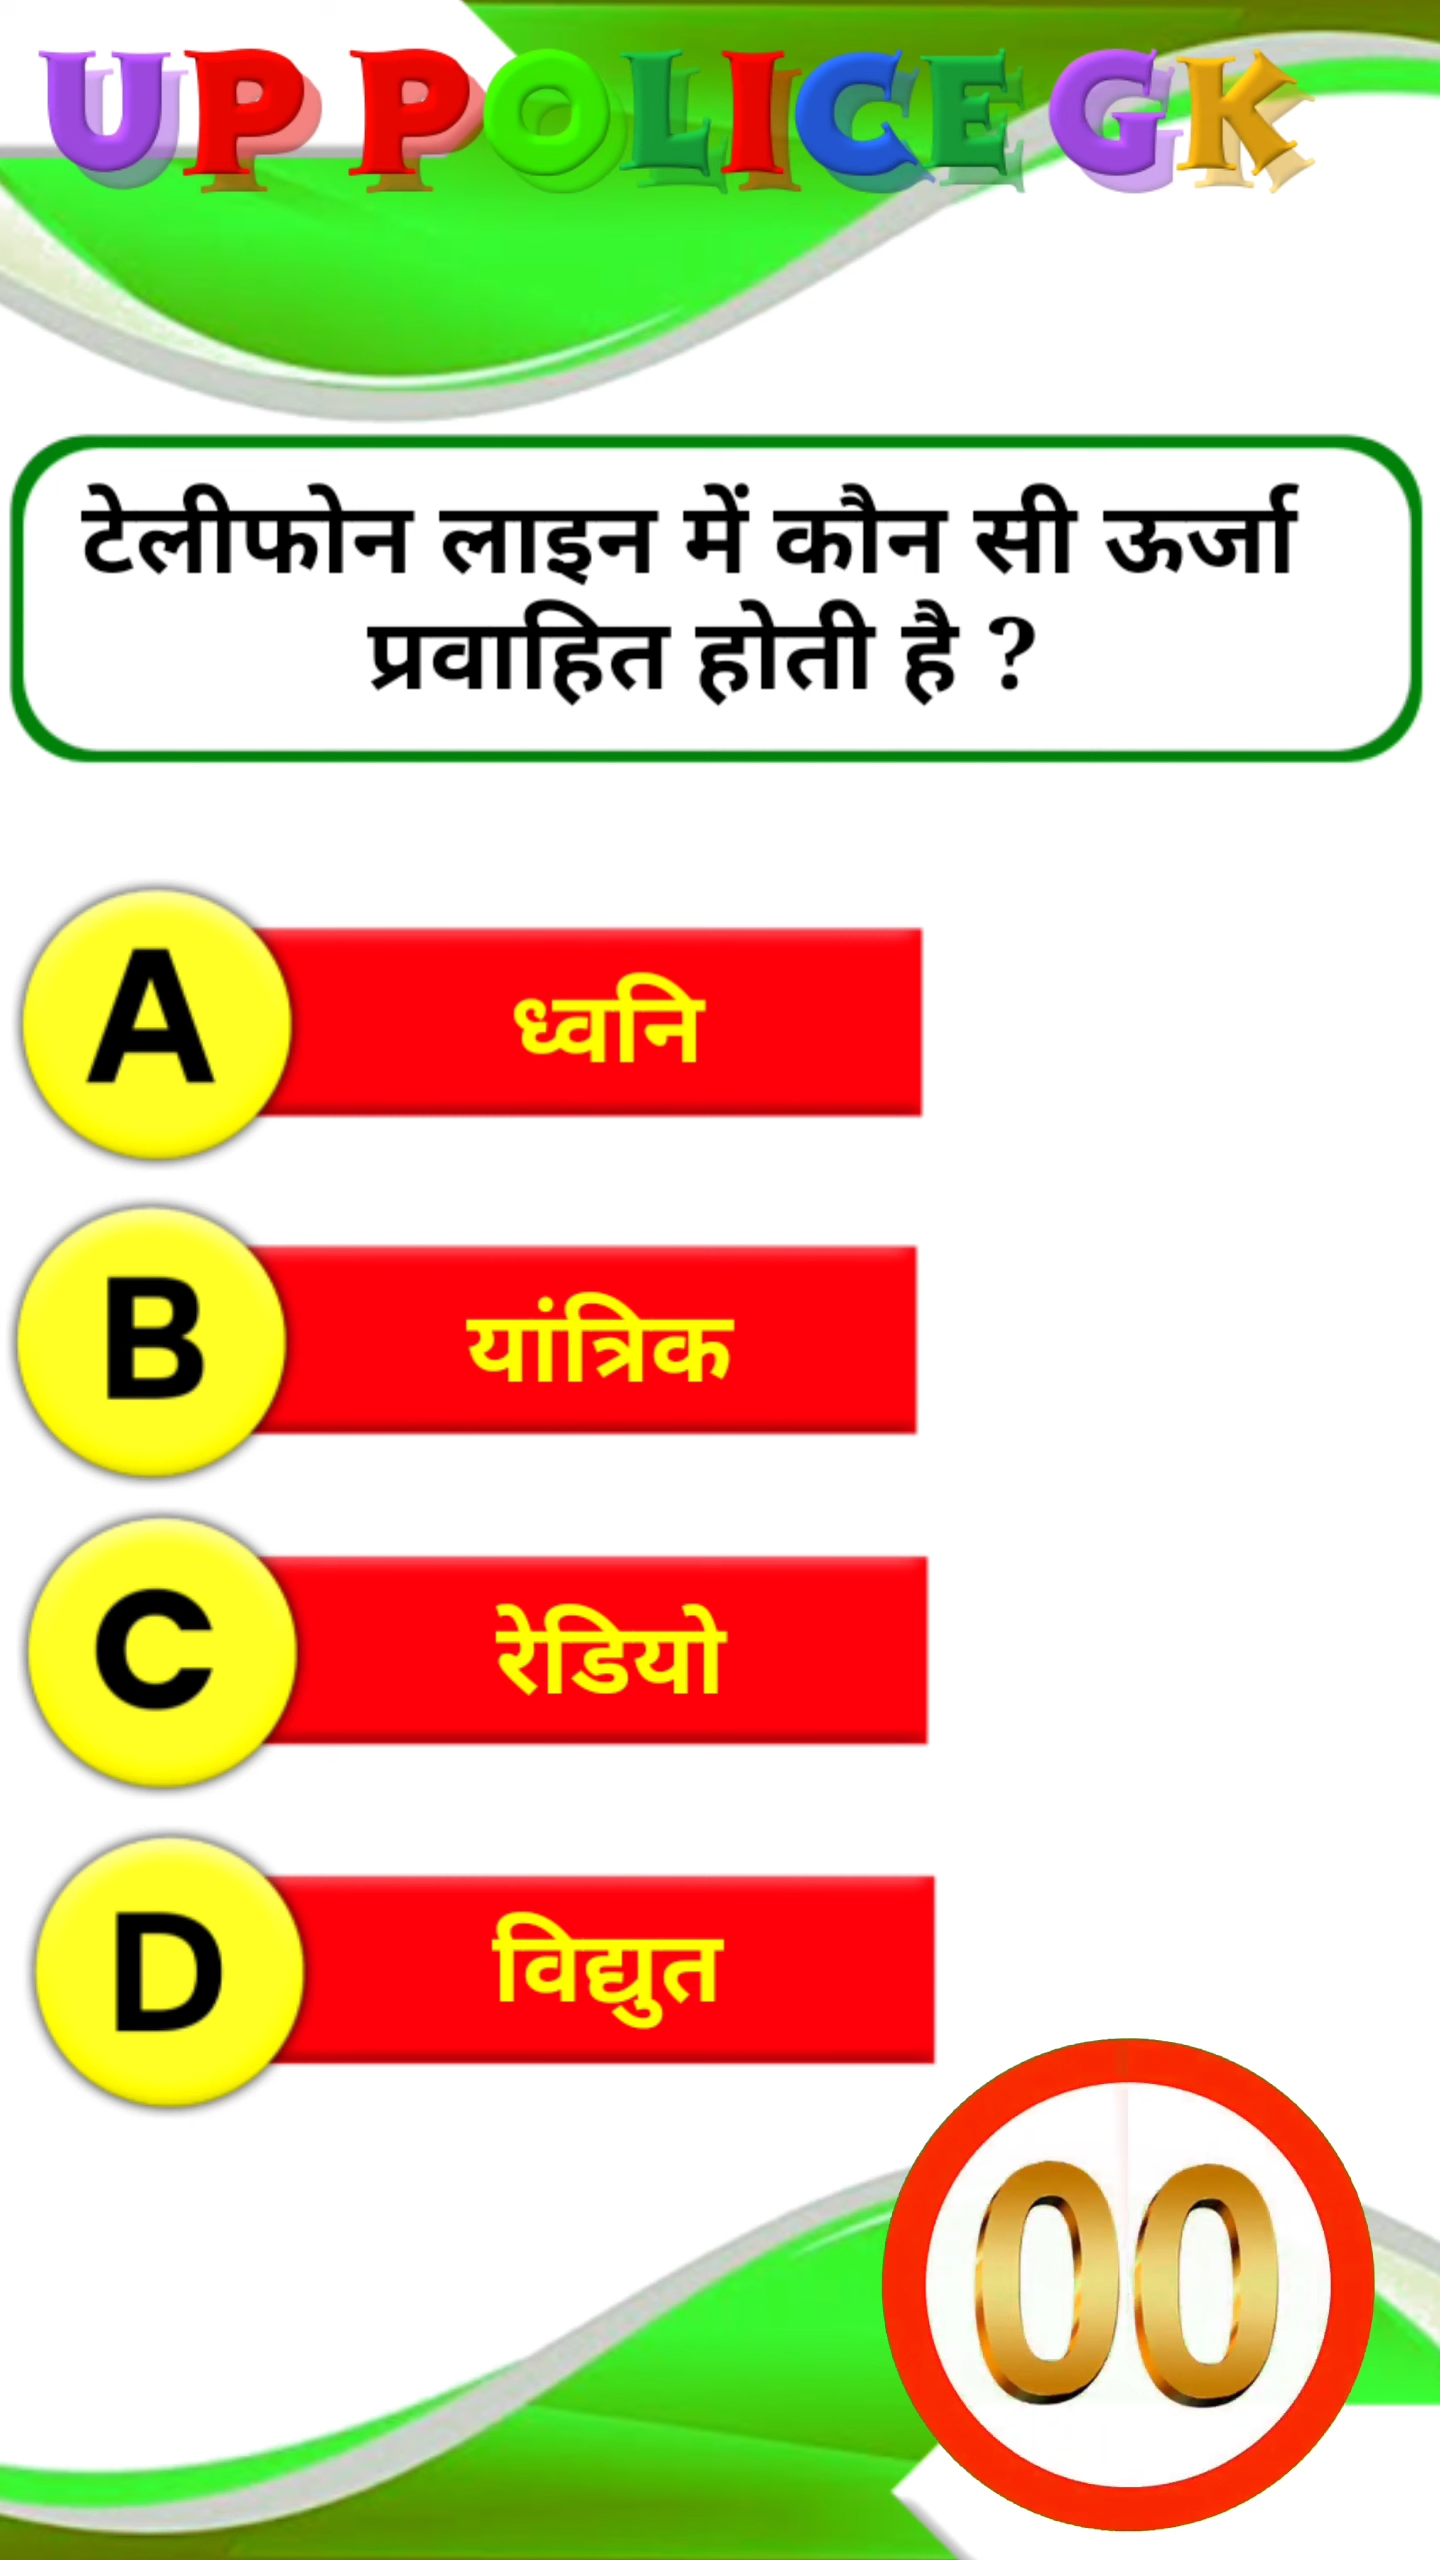 UP POLICE GK
टेलीफोन लाइन में कौन सी ऊर्जा
प्रवाहित होती है ?
A ध्वनि
B यांत्रिक
C रेडियो
D विद्युत
00